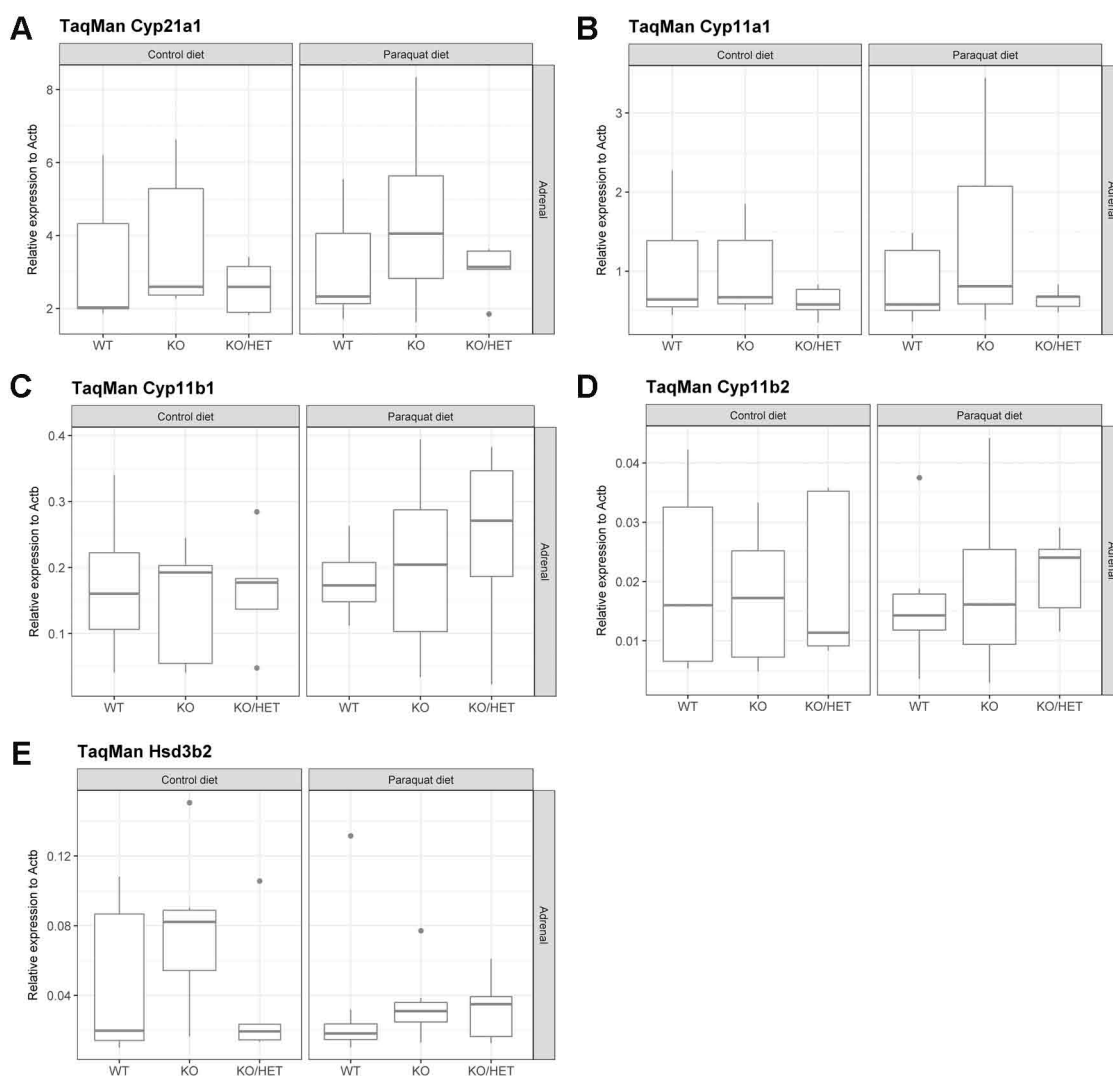 A TaqMan Cyp21a1
Control diet Paraquat diet
Relative expression to Actb
8
6
4
2
Adrenal
WT KO KO/HET WT KO KO/HET
B TaqMan Cyp11a1
Control diet Paraquat diet
Relative expression to Actb
3
2
1
Adrenal
WT KO KO/HET WT KO KO/HET
C TaqMan Cyp11b1
Control diet Paraquat diet
Relative expression to Actb
0.4
0.3
0.2
0.1
Adrenal
WT KO KO/HET WT KO KO/HET
D TaqMan Cyp11b2
Control diet Paraquat diet
Relative expression to Actb
0.04
0.03
0.02
0.01
Adrenal
WT KO KO/HET WT KO KO/HET
E TaqMan Hsd3b2
Control diet Paraquat diet
Relative expression to Actb
0.12
0.08
0.04
Adrenal
WT KO KO/HET WT KO KO/HET